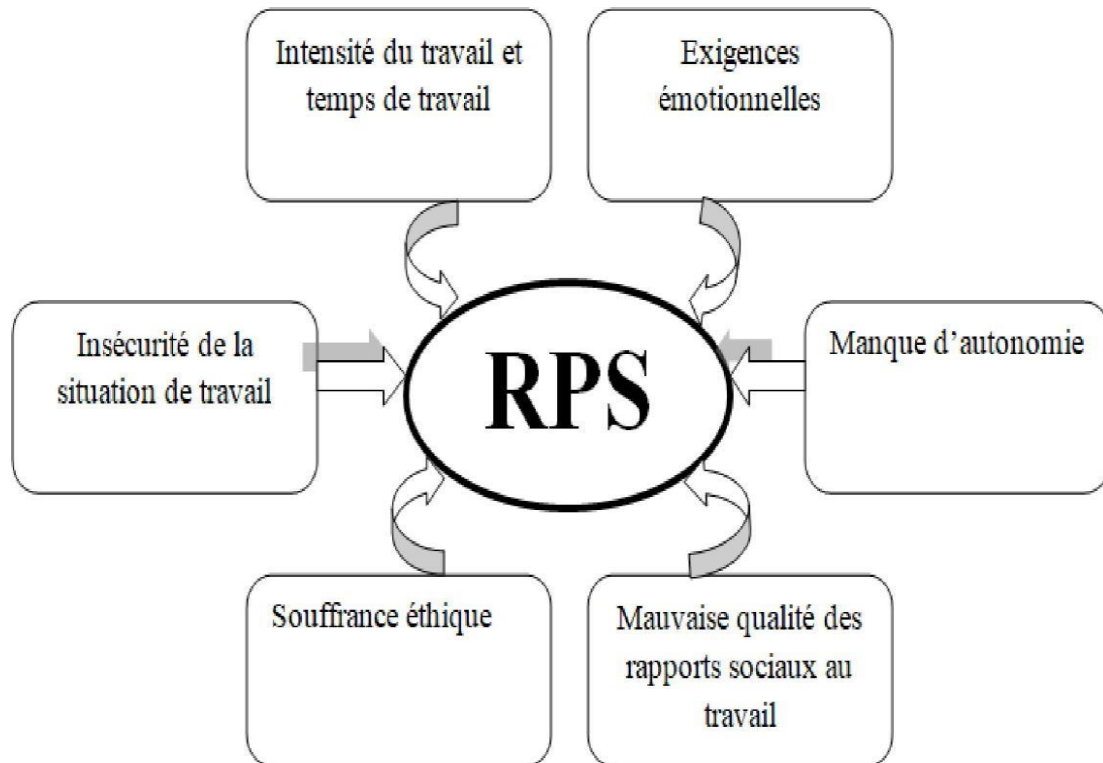 Intensité du travail et
temps de travail
Exigences
émotionnelles
Insécurité de la
situation de travail
RPS
Manque d’autonomie
Souffrance éthique
Mauvaise qualité des
rapports sociaux au
travail